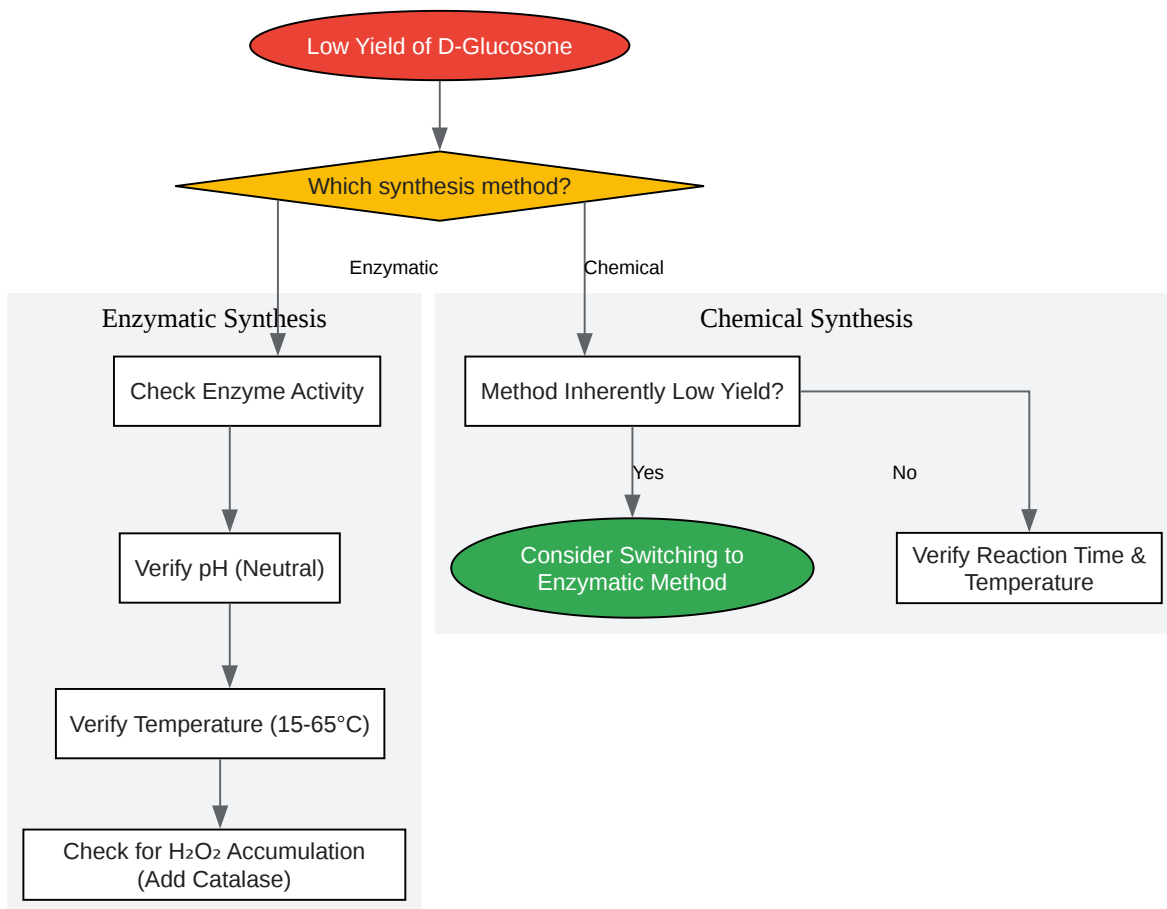 Low Yield of D-Glucosone
Which synthesis method?
Enzymatic
Chemical
Enzymatic Synthesis
Check Enzyme Activity
Verify pH (Neutral)
Verify Temperature (15-65°C)
Check for H₂O₂ Accumulation
(Add Catalase)
Chemical Synthesis
Method Inherently Low Yield?
Yes
No
Consider Switching to
Enzymatic Method
Verify Reaction Time &
Temperature